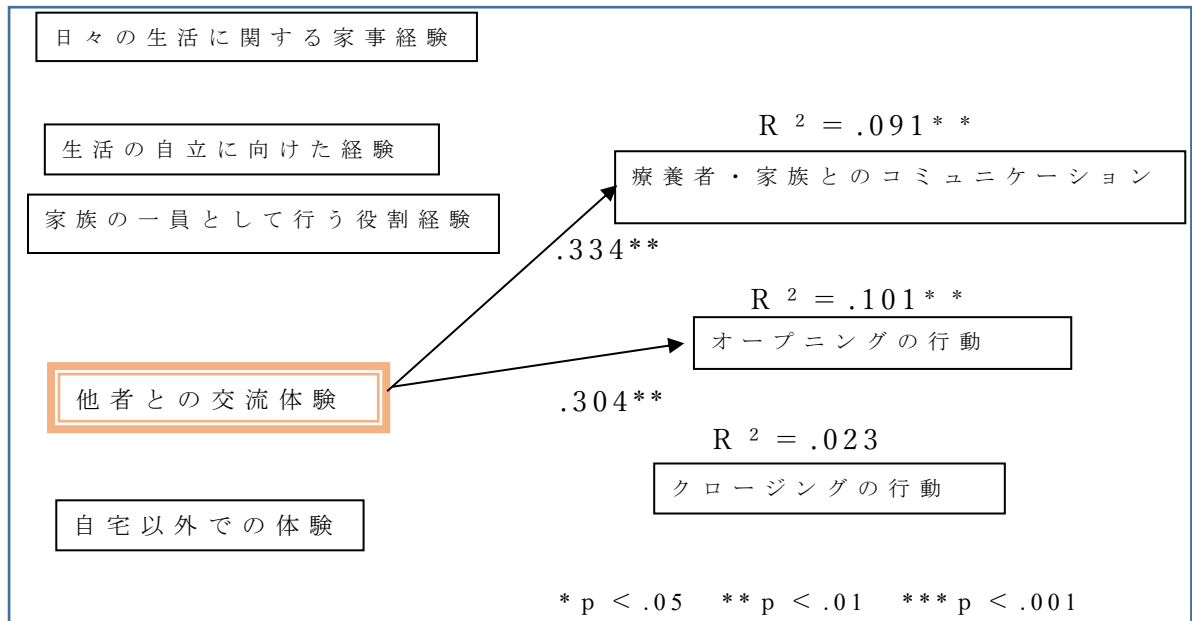 日々の生活に関する家事経験
生活の自立に向けた経験
家族の一員として行う役割経験
他者との交流体験
自宅以外での体験
R²=.091**
療養者・家族とのコミュニケーション
.334**
R²=.101**
オープニングの行動
.304**
R²=.023
クロージングの行動
*p<.05 **p<.01 ***p<.001